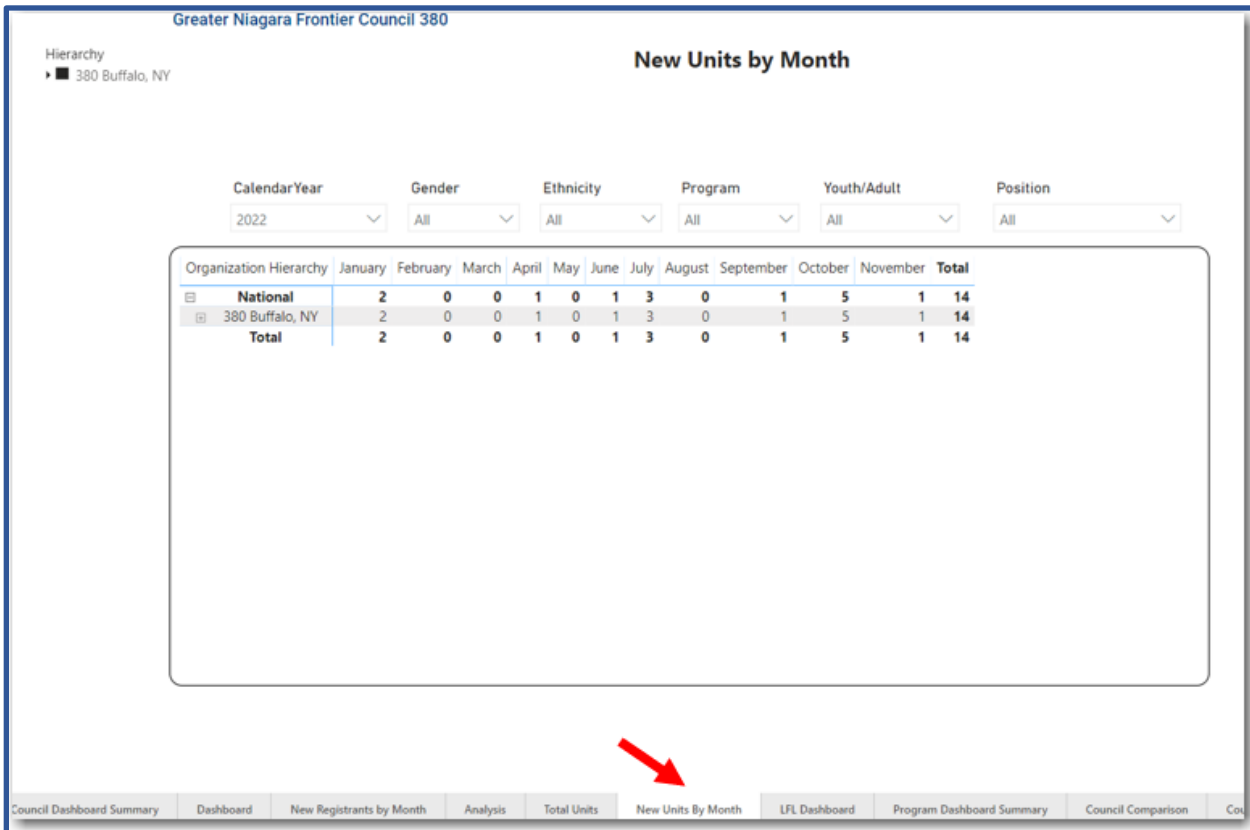 Greater Niagara Frontier Council 380
Hierarchy
380 Buffalo, NY
New Units by Month
CalendarYear Gender Ethnicity Program Youth/Adult Position
2022 All All All All All
Organization Hierarchy January February March April May June July August September October November Total
National 2 0 0 1 0 1 3 0 1 5 1 14
380 Buffalo, NY 2 0 0 1 0 1 3 0 1 5 1 14
Total 2 0 0 1 0 1 3 0 1 5 1 14
Council Dashboard Summary Dashboard New Registrants by Month Analysis Total Units New Units By Month LFL Dashboard Program Dashboard Summary Council Comparison Cou